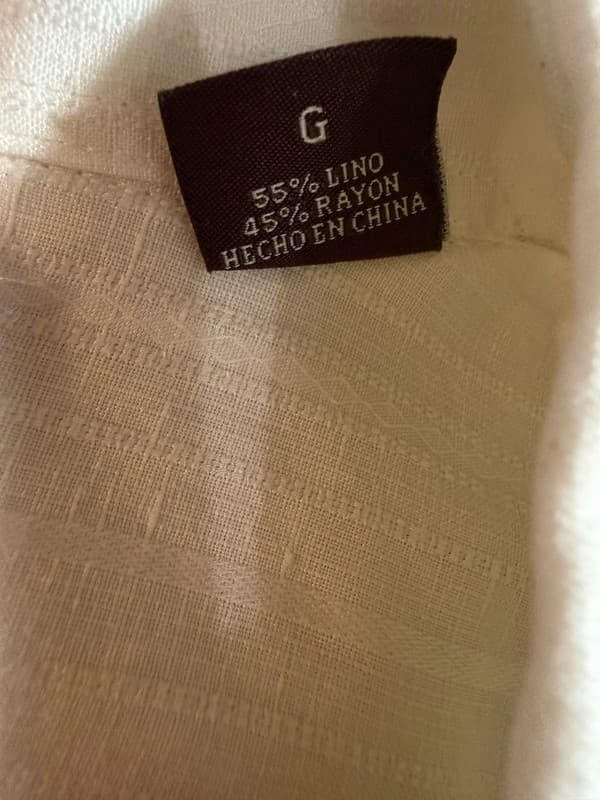 G
55% LINO
45% RAYON
HECHO EN CHINA